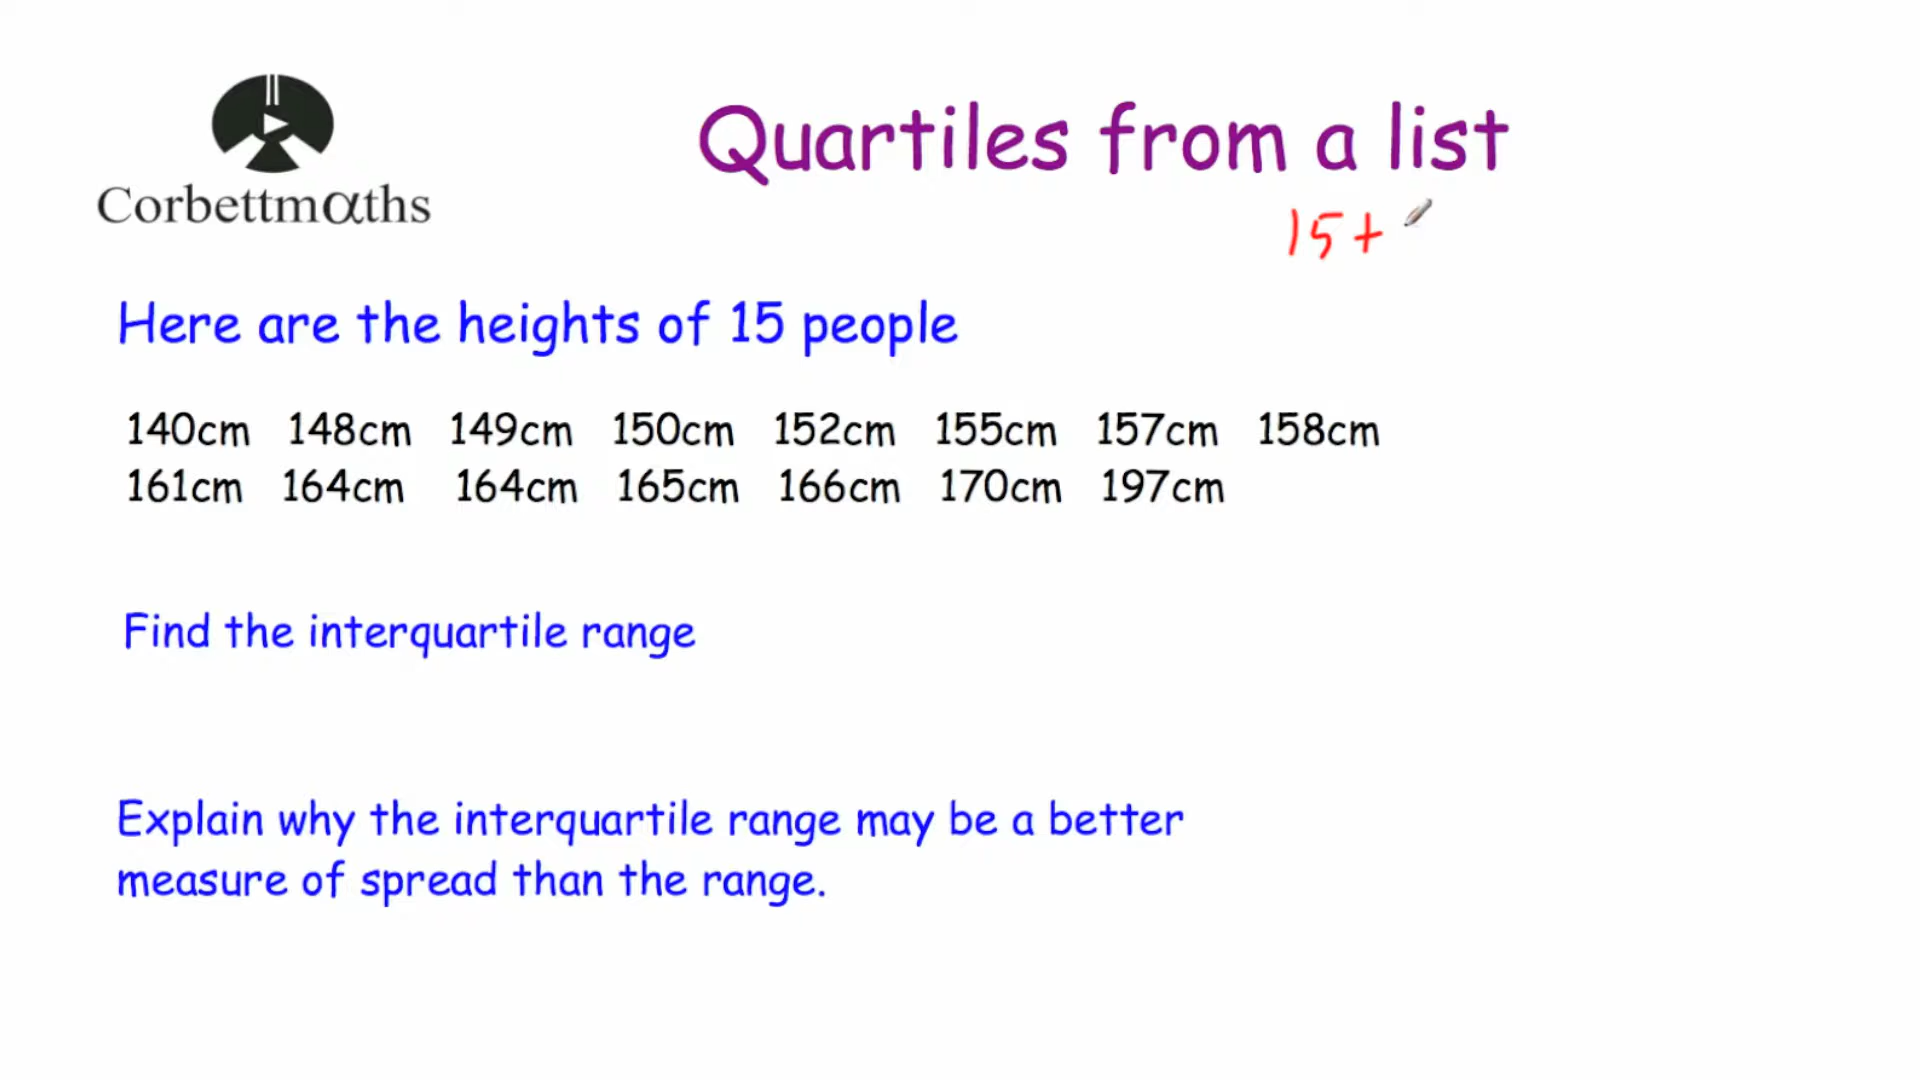 Corbettmαths
Quartiles from a list
15+
Here are the heights of 15 people
140cm 148cm 149cm 150cm 152cm 155cm 157cm 158cm
161cm 164cm 164cm 165cm 166cm 170cm 197cm
Find the interquartile range
Explain why the interquartile range may be a better
measure of spread than the range.